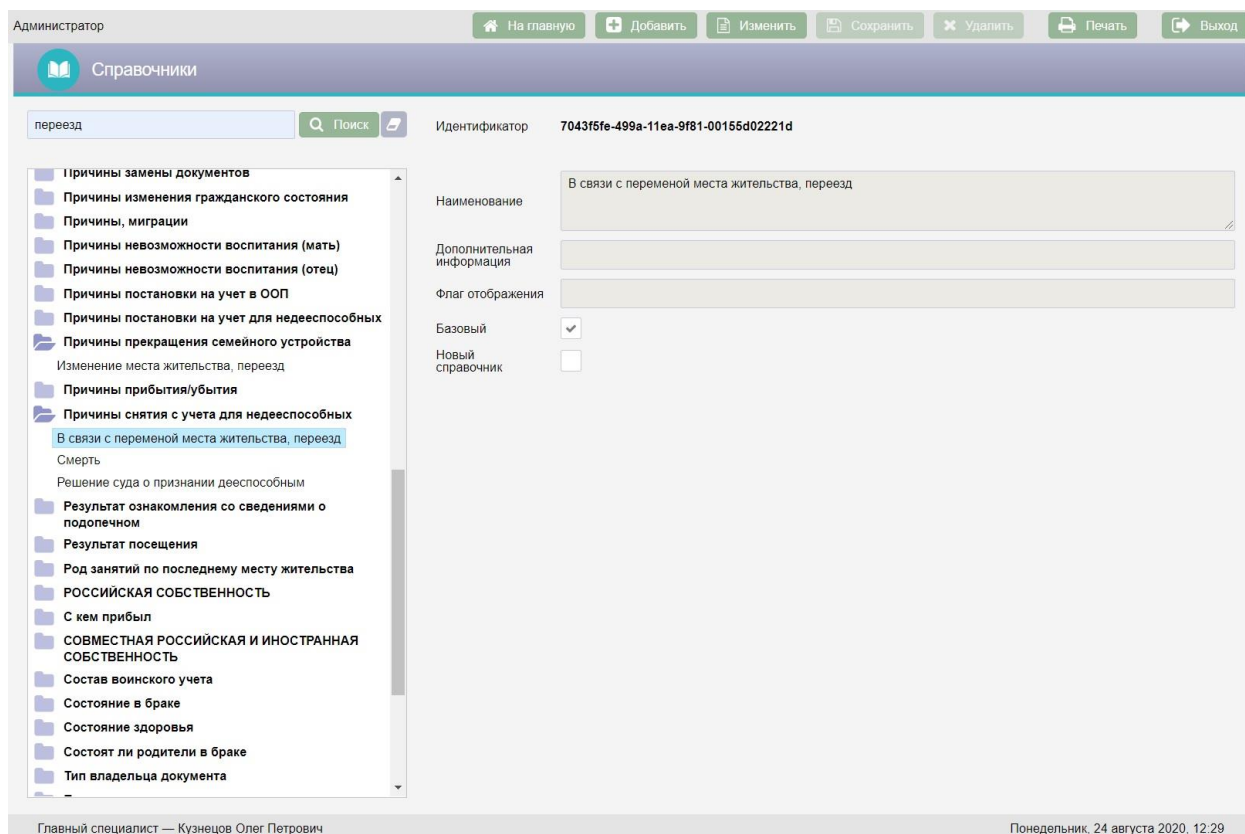 Администратор
На главную
Добавить
Изменить
Сохранить
Удалить
Печать
Выход
Справочники
переезд
Поиск
Идентификатор
7043f5fe-499a-11ea-9f81-00155d02221d
Причины замены документов
Причины изменения гражданского состояния
Причины, миграции
Причины невозможности воспитания (мать)
Причины невозможности воспитания (отец)
Причины постановки на учет в ООП
Причины постановки на учет для недееспособных
Причины прекращения семейного устройства
Изменение места жительства, переезд
Причины прибытия/убытия
Причины снятия с учета для недееспособных
В связи с переменой места жительства, переезд
Смерть
Решение суда о признании дееспособным
Результат ознакомления со сведениями о
подопечном
Результат посещения
Род занятий по последнему месту жительства
РОССИЙСКАЯ СОБСТВЕННОСТЬ
С кем прибыл
СОВМЕСТНАЯ РОССИЙСКАЯ И ИНОСТРАННАЯ
СОБСТВЕННОСТЬ
Состав воинского учета
Состояние в браке
Состояние здоровья
Состоят ли родители в браке
Тип владельца документа
Наименование
В связи с переменой места жительства, переезд
Дополнительная
информация
Флаг отображения
Базовый
Новый
справочник
Главный специалист — Кузнецов Олег Петрович
Понедельник, 24 августа 2020, 12:29